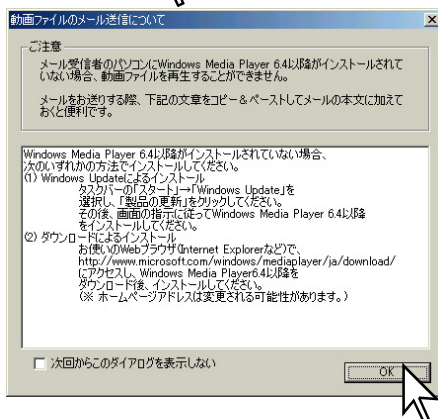 動画ファイルのメール送信について
ご注意
メール受信者のパソコンにWindows Media Player 6.4以降がインストールされて
いない場合、動画ファイルを再生することができません。
メールをお送りする際、下記の文章をコピー＆ペーストしてメールの本文に加えて
おくと便利です。
Windows Media Player 6.4以降がインストールされていない場合、
次のいずれかの方法でインストールしてください。
(1) Windows Updateによるインストール
タスクバーの「スタート」→「Windows Update」を
選択し、「製品の更新」をクリックしてください。
その後、画面の指示に従ってWindows Media Player 6.4以降
をインストールしてください。
(2) ダウンロードによるインストール
お使いのWebブラウザ(Internet Explorerなど)で、
http://www.microsoft.com/windows/mediaplayer/ja/download/
にアクセスし、Windows Media Player6.4以降を
ダウンロード後、インストールしてください。
(※ ホームページアドレスは変更される可能性があります。)
次回からこのダイアログを表示しない
OK